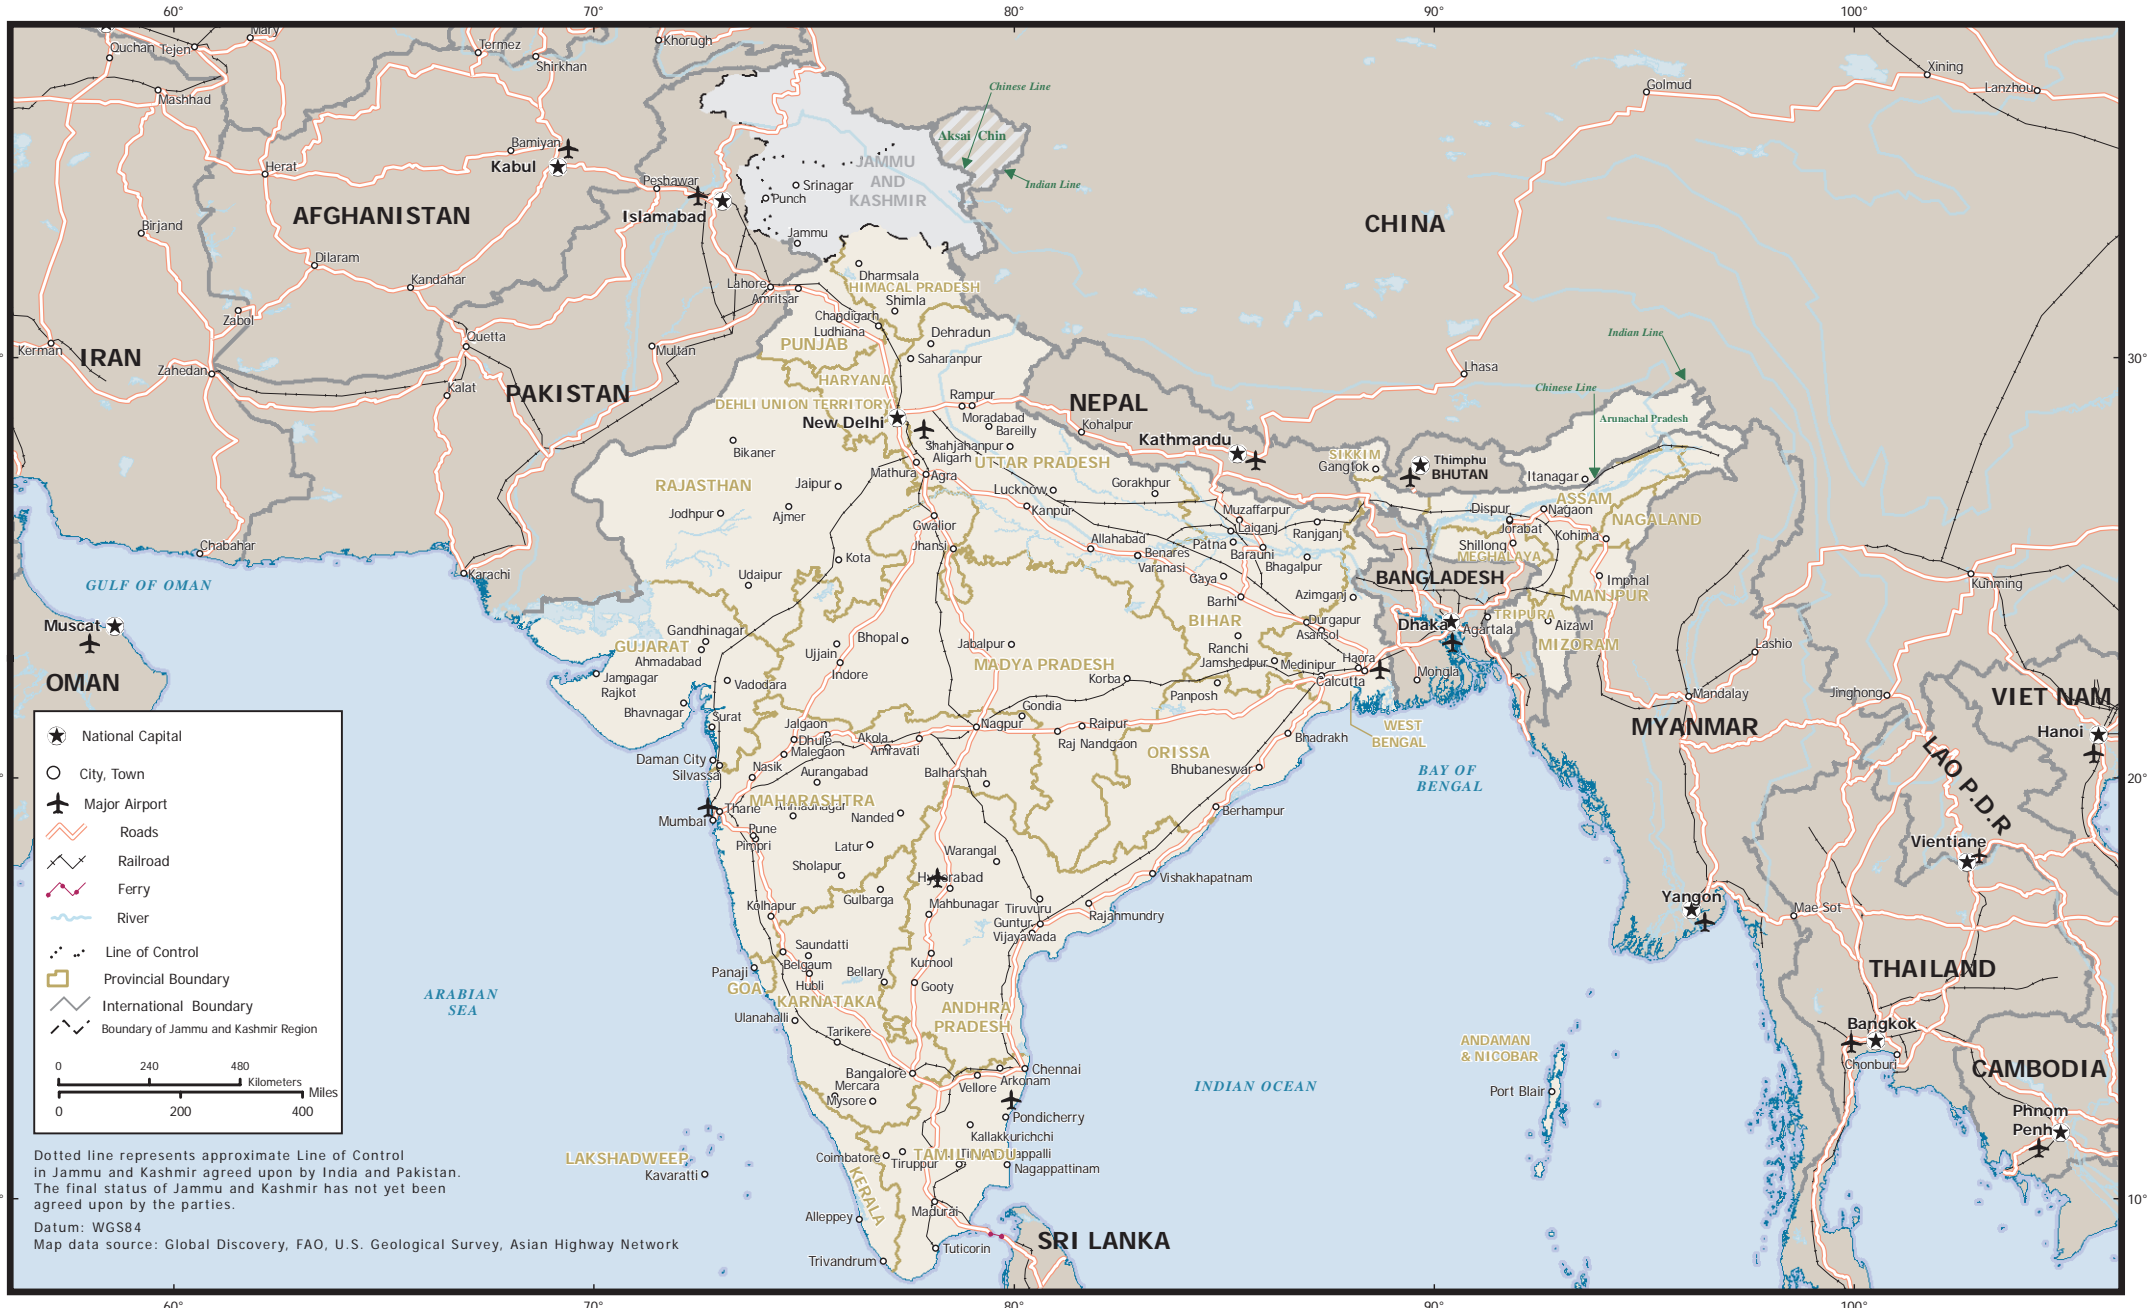 60°
70°
80°
90°
100°
Quchan
Tejen
Mary
Termez
Shirkhan
Khorugh
Mashhad
Xining
Lanzhou
Golmud
Chinese Line
Aksai Chin
Indian Line
Bamiyan
Kabul
Herat
Peshawar
Islamabad
JAMMU
AND
KASHMIR
Srinagar
Punch
Jammu
AFGHANISTAN
CHINA
Birjand
Dilaram
Kandahar
Zabol
Lahore
Amritsar
Dharmsala
HIMACAL PRADESH
Shimla
Chandigarh
Ludhiana
Dehradun
PUNJAB
Saharanpur
Kerman
IRAN
Zahedan
Quetta
Multan
Kalat
PAKISTAN
HARYANA
DEHLI UNION TERRITORY
New Delhi
Rampur
Moradabad
Bareilly
Shahjahanpur
Aligarh
NEPAL
Kohalpur
Kathmandu
Lhasa
Indian Line
Chinese Line
Arunachal Pradesh
30°
Bikaner
Mathura
Agra
UTTAR PRADESH
SIKKIM
Gangtok
Thimphu
BHUTAN
Itanagar
ASSAM
RAJASTHAN
Jaipur
Jodhpur
Ajmer
Lucknow
Kanpur
Gorakhpur
Gwalior
Jhansi
Muzaffarpur
Laiganj
Patna
Barauni
Ranjganj
Bhagalpur
Dispur
Nagaon
Jorabat
NAGALAND
Shillong
Kohima
MEGHALAYA
Chabahar
Karachi
Kota
Udaipur
Allahabad
Benares
Varanasi
Gaya
Barhi
Azimganj
BANGLADESH
Imphal
MANJPUR
Kunming
GULF OF OMAN
Muscat
OMAN
Gandhinagar
GUJARAT
Ahmadabad
Bhopal
Ujjain
Indore
Jabalpur
MADYA PRADESH
Korba
BIHAR
Ranchi
Jamshedpur
Durgapur
Asansol
Medinipur
Haora
Calcutta
Panposh
Dhaka
Agartala
TRIPURA
Aizawl
MIZORAM
Mongla
Lashio
Mandalay
Jinghong
VIET NAM
Hanoi
MYANMAR
LAO P.D.R
Jamnagar
Rajkot
Vadodara
Bhavnagar
Surat
Jalgaon
Dhule
Malegaon
Akola
Amravati
Nagpur
Gondia
Raipur
Raj Nandgaon
ORISSA
WEST
BENGAL
Bhadrakh
Bhubaneswar
BAY OF
BENGAL
20°
Daman City
Silvassa
Nasik
Aurangabad
Balharshah
MAHARASHTRA
Ahmadnagar
Thane
Mumbai
Nanded
Berhampur
Pune
Pimpri
Latur
Sholapur
Warangal
Hyderabad
Gulbarga
Mahbunagar
Vishakhapatnam
Vientiane
Yangon
Mae Sot
Kolhapur
Tiruvuru
Guntur
Vijayawada
Rajahmundry
Saundatti
Belgaum
Hubli
Panaji
GOA
KARNATAKA
Bellary
Kurnool
Gooty
ANDHRA
PRADESH
Ulanahalli
Tarikere
THAILAND
Bangkok
Chonburi
CAMBODIA
Phnom
Penh
ARABIAN
SEA
INDIAN OCEAN
ANDAMAN
& NICOBAR
Port Blair
Bangalore
Mercara
Mysore
Vellore
Arkonam
Chennai
Pondicherry
Kallakkurichchi
Coimbatore
Tiruppur
TAMIL NADU
Nagappattinam
LAKSHADWEEP
Kavaratti
KERALA
Alleppey
Madurai
Trivandrum
Tuticorin
SRI LANKA
10°
National Capital
City, Town
Major Airport
Roads
Railroad
Ferry
River
Line of Control
Provincial Boundary
International Boundary
Boundary of Jammu and Kashmir Region
0 240 480
Kilometers
Miles
0 200 400
Dotted line represents approximate Line of Control
in Jammu and Kashmir agreed upon by India and Pakistan.
The final status of Jammu and Kashmir has not yet been
agreed upon by the parties.
Datum: WGS84
Map data source: Global Discovery, FAO, U.S. Geological Survey, Asian Highway Network
60°
70°
80°
90°
100°